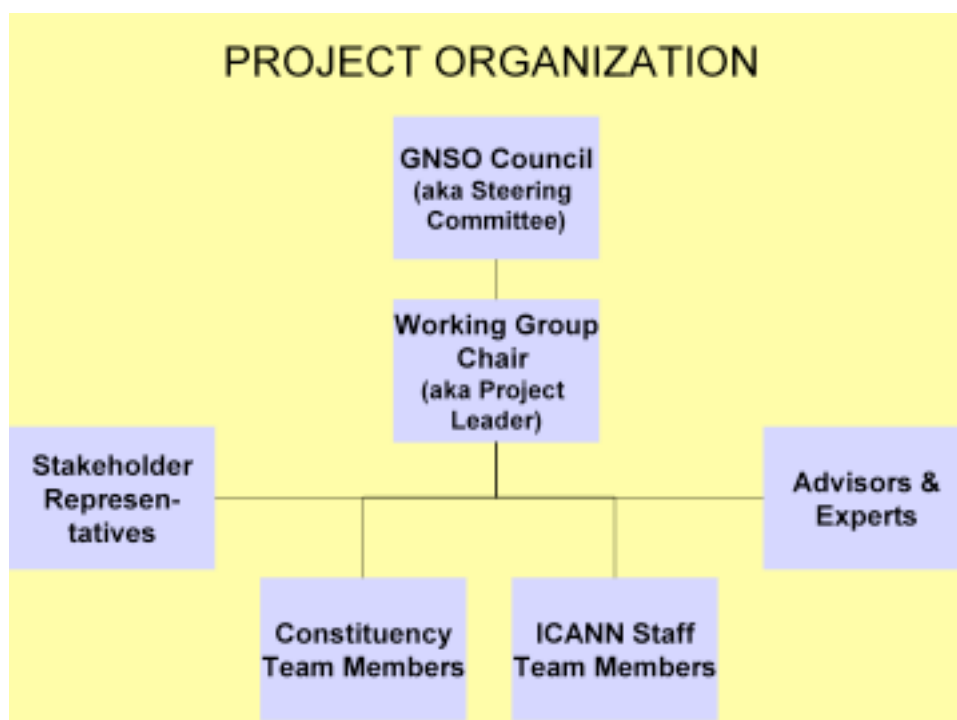 PROJECT ORGANIZATION
GNSO Council
(aka Steering
Committee)
Working Group
Chair
(aka Project
Leader)
Stakeholder
Represen-
tatives
Advisors &
Experts
Constituency
Team Members
ICANN Staff
Team Members